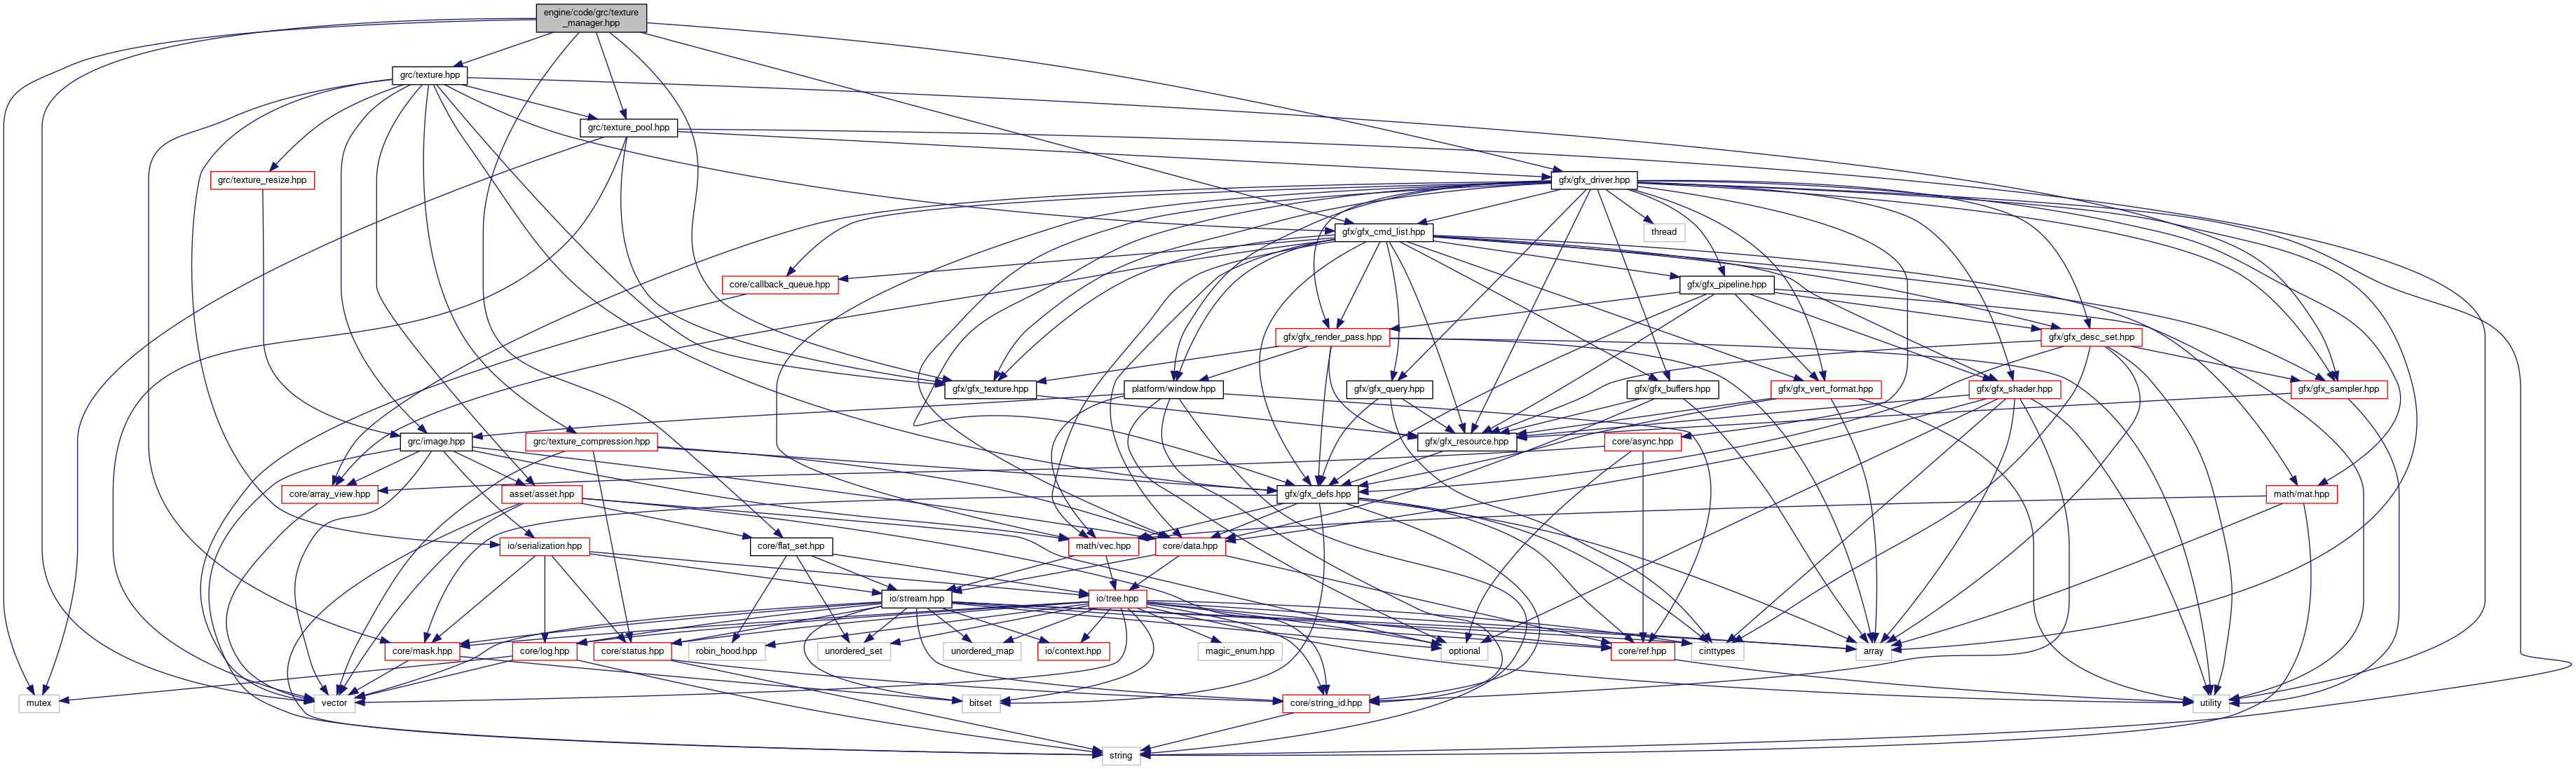 engine/code/grc/texture
_manager.hpp
grc/texture.hpp
grc/texture_pool.hpp
grc/texture_resize.hpp
gfx/gfx_driver.hpp
gfx/gfx_cmd_list.hpp
thread
core/callback_queue.hpp
gfx/gfx_pipeline.hpp
gfx/gfx_render_pass.hpp
gfx/gfx_desc_set.hpp
gfx/gfx_texture.hpp
platform/window.hpp
gfx/gfx_query.hpp
gfx/gfx_buffers.hpp
gfx/gfx_vert_format.hpp
gfx/gfx_shader.hpp
gfx/gfx_sampler.hpp
grc/image.hpp
grc/texture_compression.hpp
gfx/gfx_resource.hpp
core/async.hpp
core/array_view.hpp
asset/asset.hpp
gfx/gfx_defs.hpp
math/mat.hpp
io/serialization.hpp
core/flat_set.hpp
math/vec.hpp
core/data.hpp
io/stream.hpp
io/tree.hpp
core/mask.hpp
core/log.hpp
core/status.hpp
robin_hood.hpp
unordered_set
unordered_map
io/context.hpp
magic_enum.hpp
optional
core/ref.hpp
cinttypes
array
mutex
vector
bitset
core/string_id.hpp
utility
string